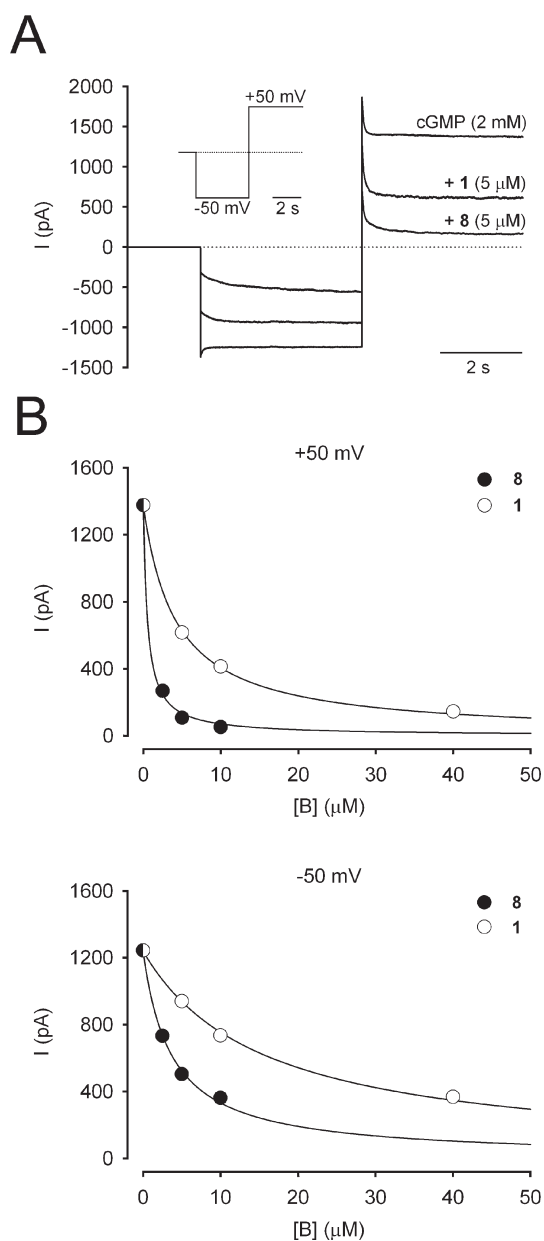 A
2000
1500
1000
500
0
-500
-1000
-1500
I (pA)
+50 mV
-50 mV
2 s
cGMP (2 mM)
+ 1 (5 μM)
+ 8 (5 μM)
2 s
B
+50 mV
8
1
1600
1200
800
400
0
I (pA)
0 10 20 30 40 50
[B] (μM)
-50 mV
8
1
1600
1200
800
400
0
I (pA)
0 10 20 30 40 50
[B] (μM)